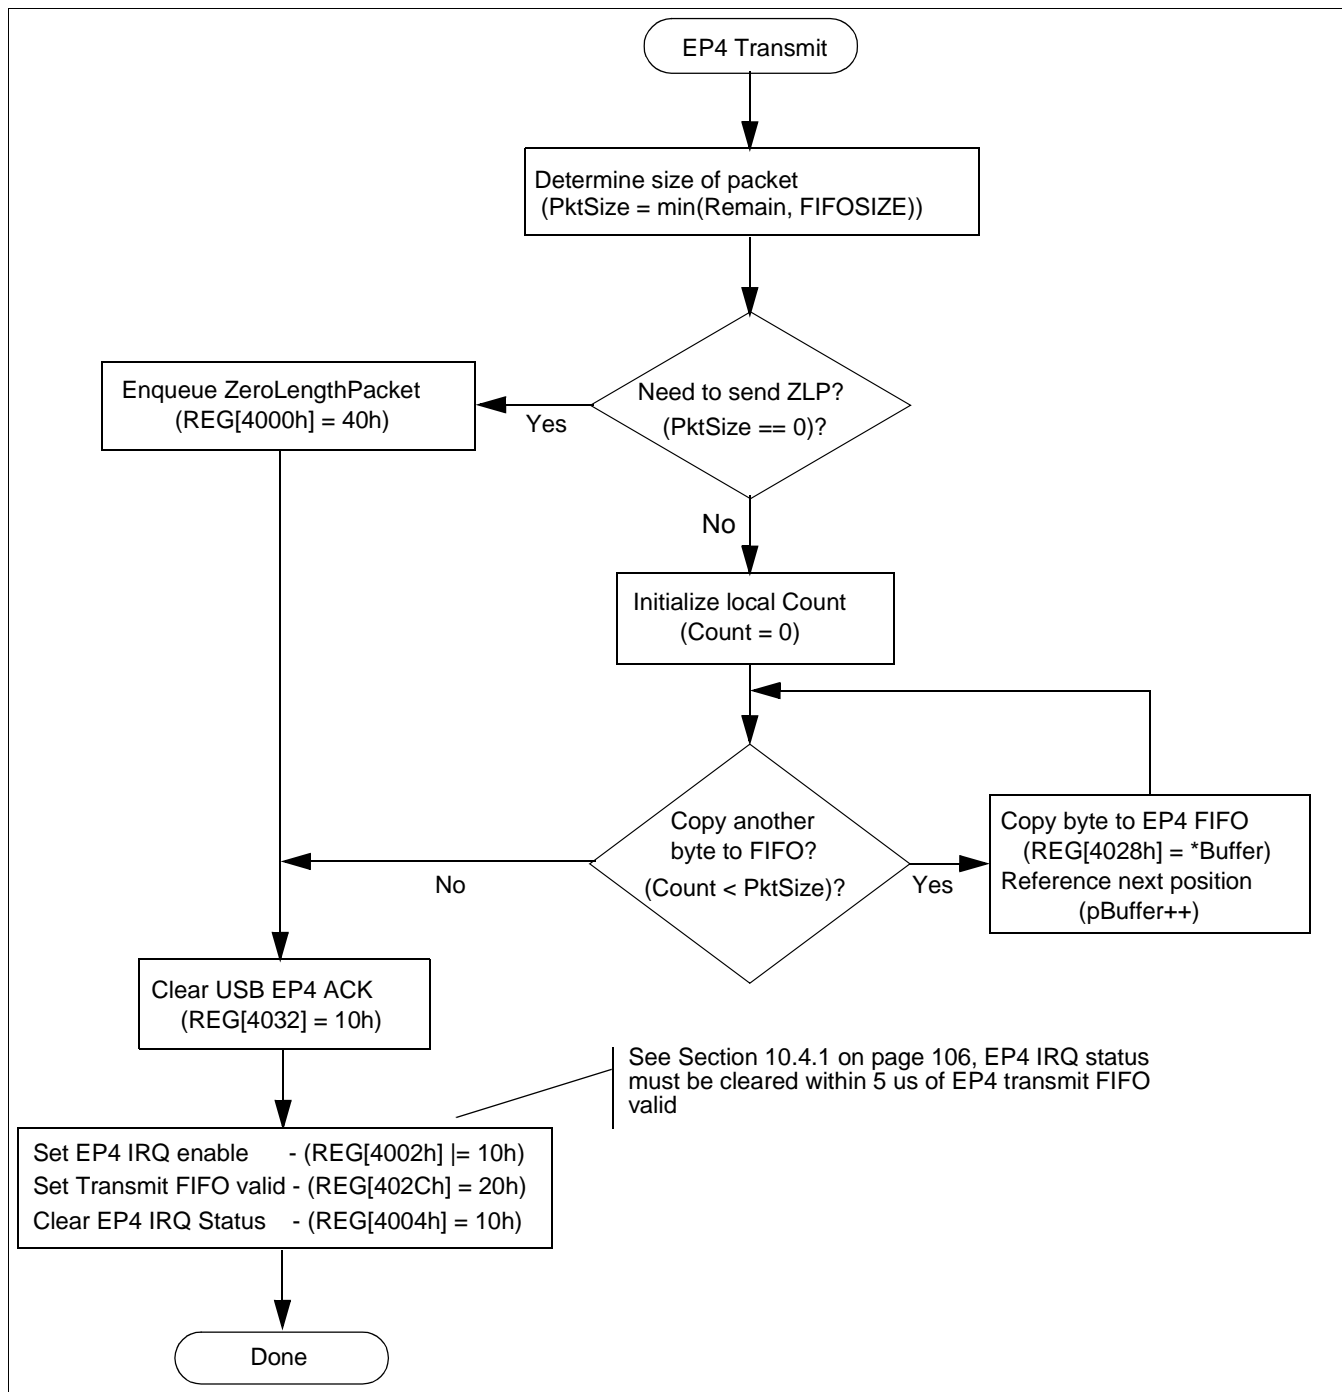 EP4 Transmit
Determine size of packet
(PktSize = min(Remain, FIFOSIZE))
Need to send ZLP?
(PktSize == 0)?
Yes
Enqueue ZeroLengthPacket
(REG[4000h] = 40h)
No
Initialize local Count
(Count = 0)
Copy another
byte to FIFO?
(Count < PktSize)?
Yes
Copy byte to EP4 FIFO
(REG[4028h] = *Buffer)
Reference next position
(pBuffer++)
No
Clear USB EP4 ACK
(REG[4032] = 10h)
See Section 10.4.1 on page 106, EP4 IRQ status
must be cleared within 5 us of EP4 transmit FIFO
valid
Set EP4 IRQ enable - (REG[4002h] |= 10h)
Set Transmit FIFO valid - (REG[402Ch] = 20h)
Clear EP4 IRQ Status - (REG[4004h] = 10h)
Done